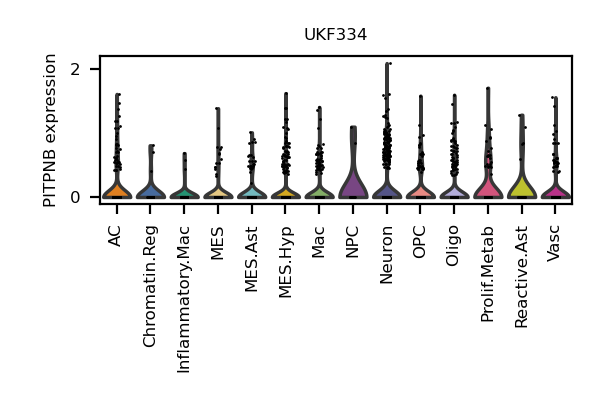 UKF334
PITPNB expression
2
0
AC
Chromatin.Reg
Inflammatory.Mac
MES
MES.Ast
MES.Hyp
Mac
NPC
Neuron
OPC
Oligo
Prolif.Metab
Reactive.Ast
Vasc